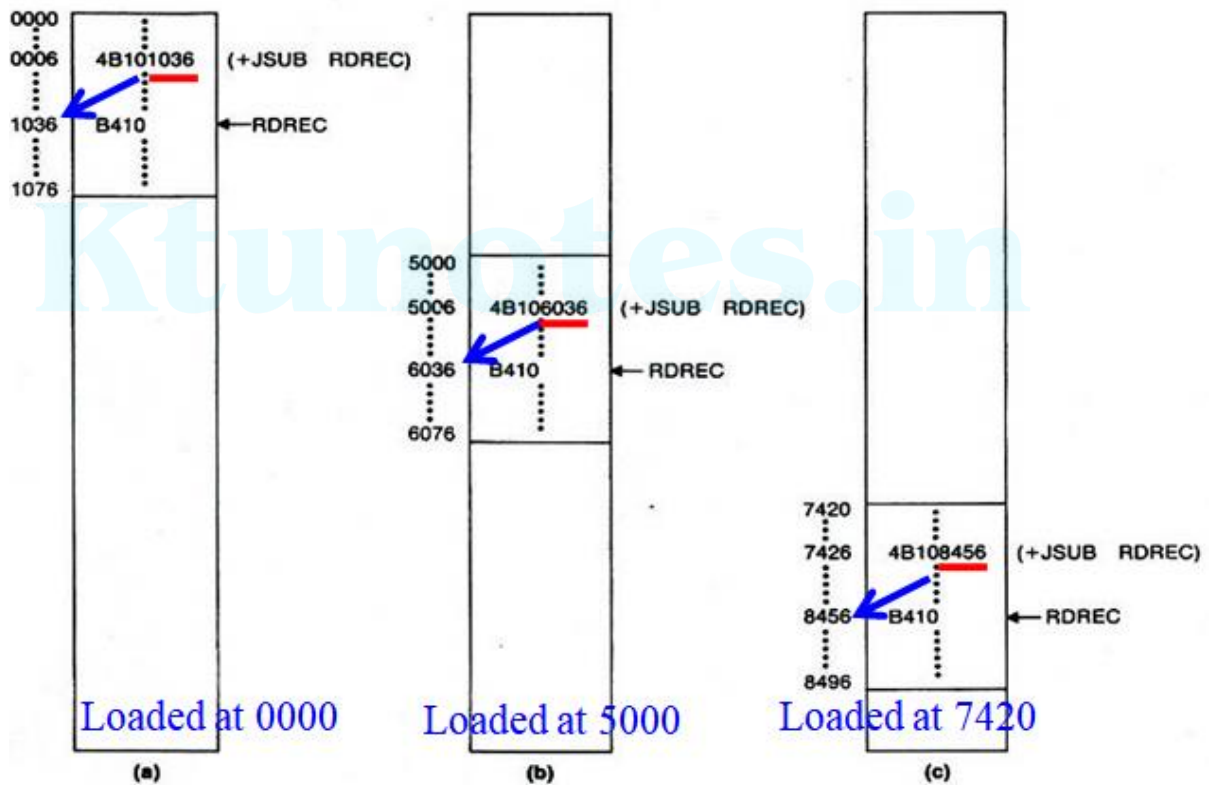 0000
0006
4B101036
(+JSUB RDREC)
1036
B410
RDREC
1076
Ktunotes.in
5000
5006
4B106036
(+JSUB RDREC)
6036
B410
RDREC
6076
7420
7426
4B108456
(+JSUB RDREC)
8456
B410
RDREC
8496
Loaded at 0000
Loaded at 5000
Loaded at 7420
(a)
(b)
(c)